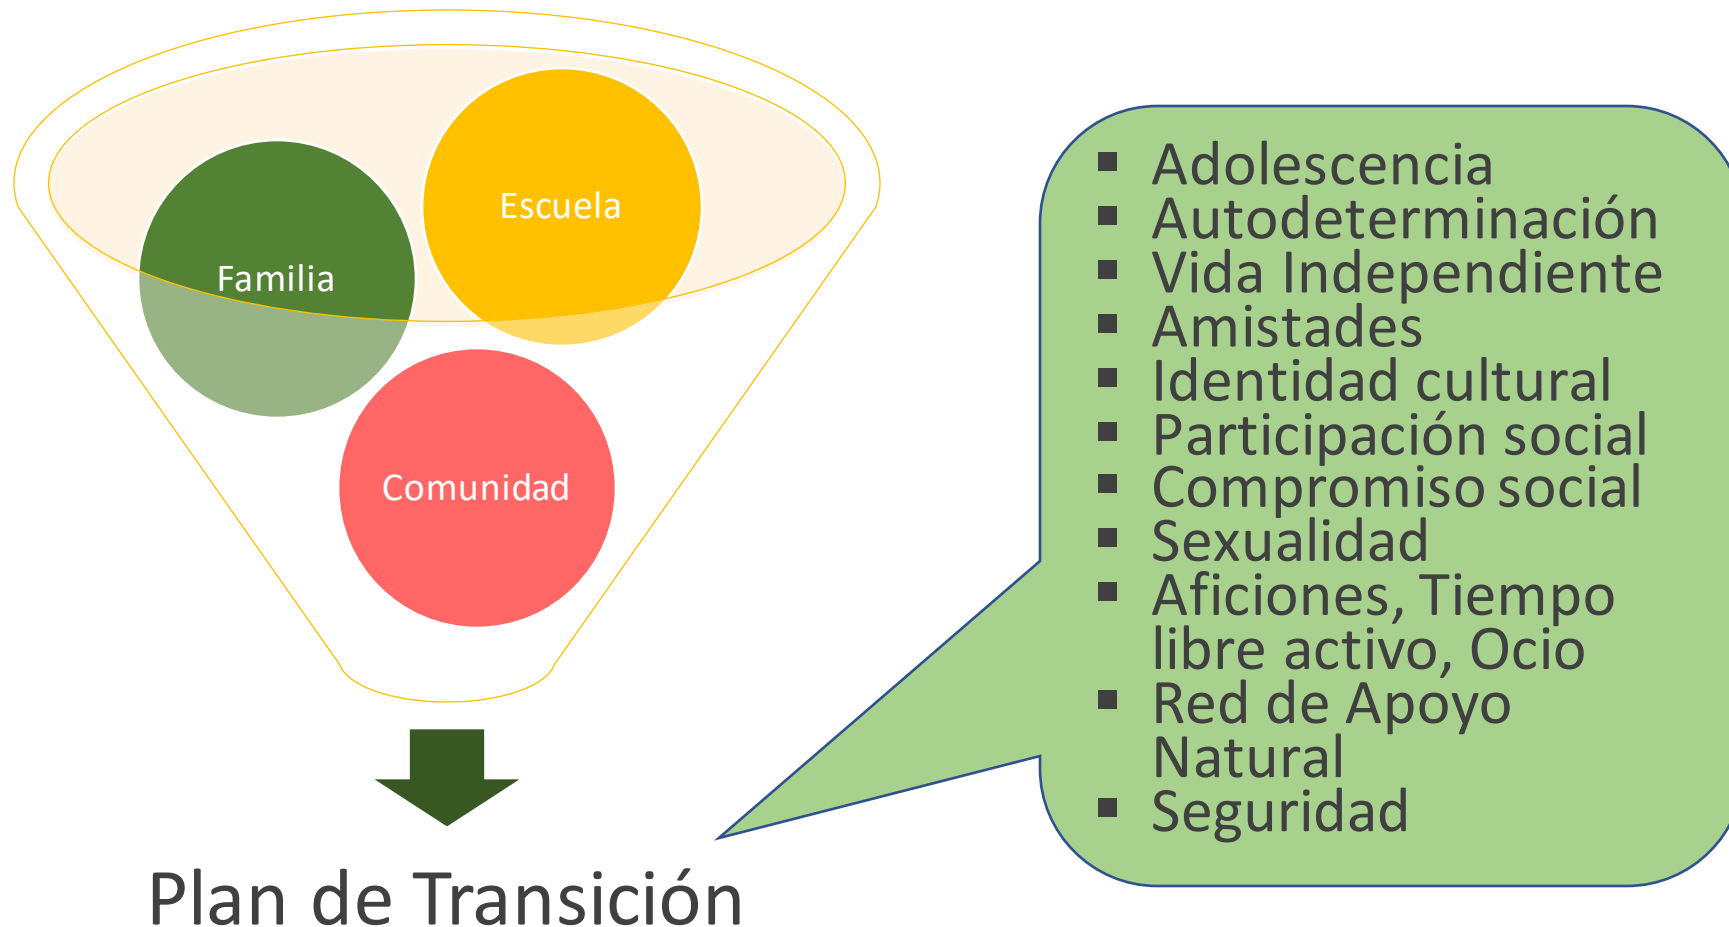 Escuela
Familia
Comunidad
Plan de Transición
▪ Adolescencia
▪ Autodeterminación
▪ Vida Independiente
▪ Amistades
▪ Identidad cultural
▪ Participación social
▪ Compromiso social
▪ Sexualidad
▪ Aficiones, Tiempo
libre activo, Ocio
▪ Red de Apoyo
Natural
▪ Seguridad